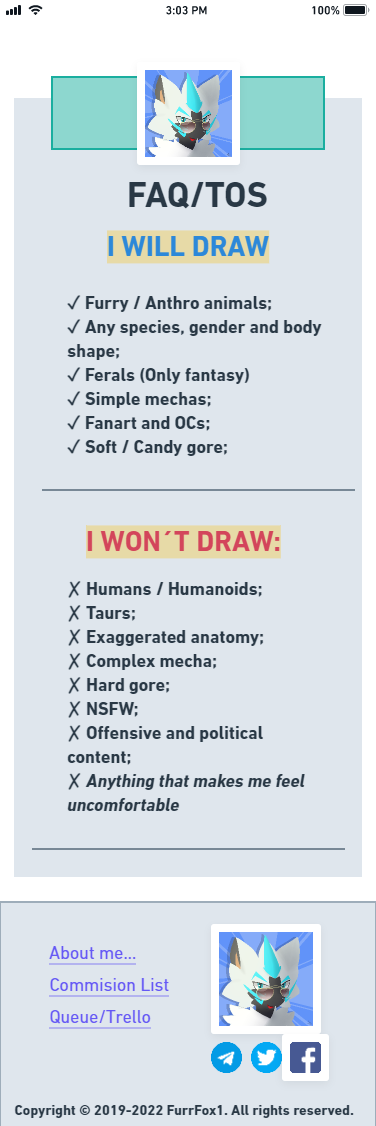 3:03 PM
100%
FAQ/TOS
I WILL DRAW
✓ Furry / Anthro animals;
✓ Any species, gender and body
shape;
✓ Ferals (Only fantasy)
✓ Simple mechas;
✓ Fanart and OCs;
✓ Soft / Candy gore;
I WON´T DRAW:
╳ Humans / Humanoids;
╳ Taurs;
╳ Exaggerated anatomy;
╳ Complex mecha;
╳ Hard gore;
╳ NSFW;
╳ Offensive and political
content;
╳ Anything that makes me feel
uncomfortable
About me...
Commision List
Queue/Trello
Copyright © 2019-2022 FurrFox1. All rights reserved.